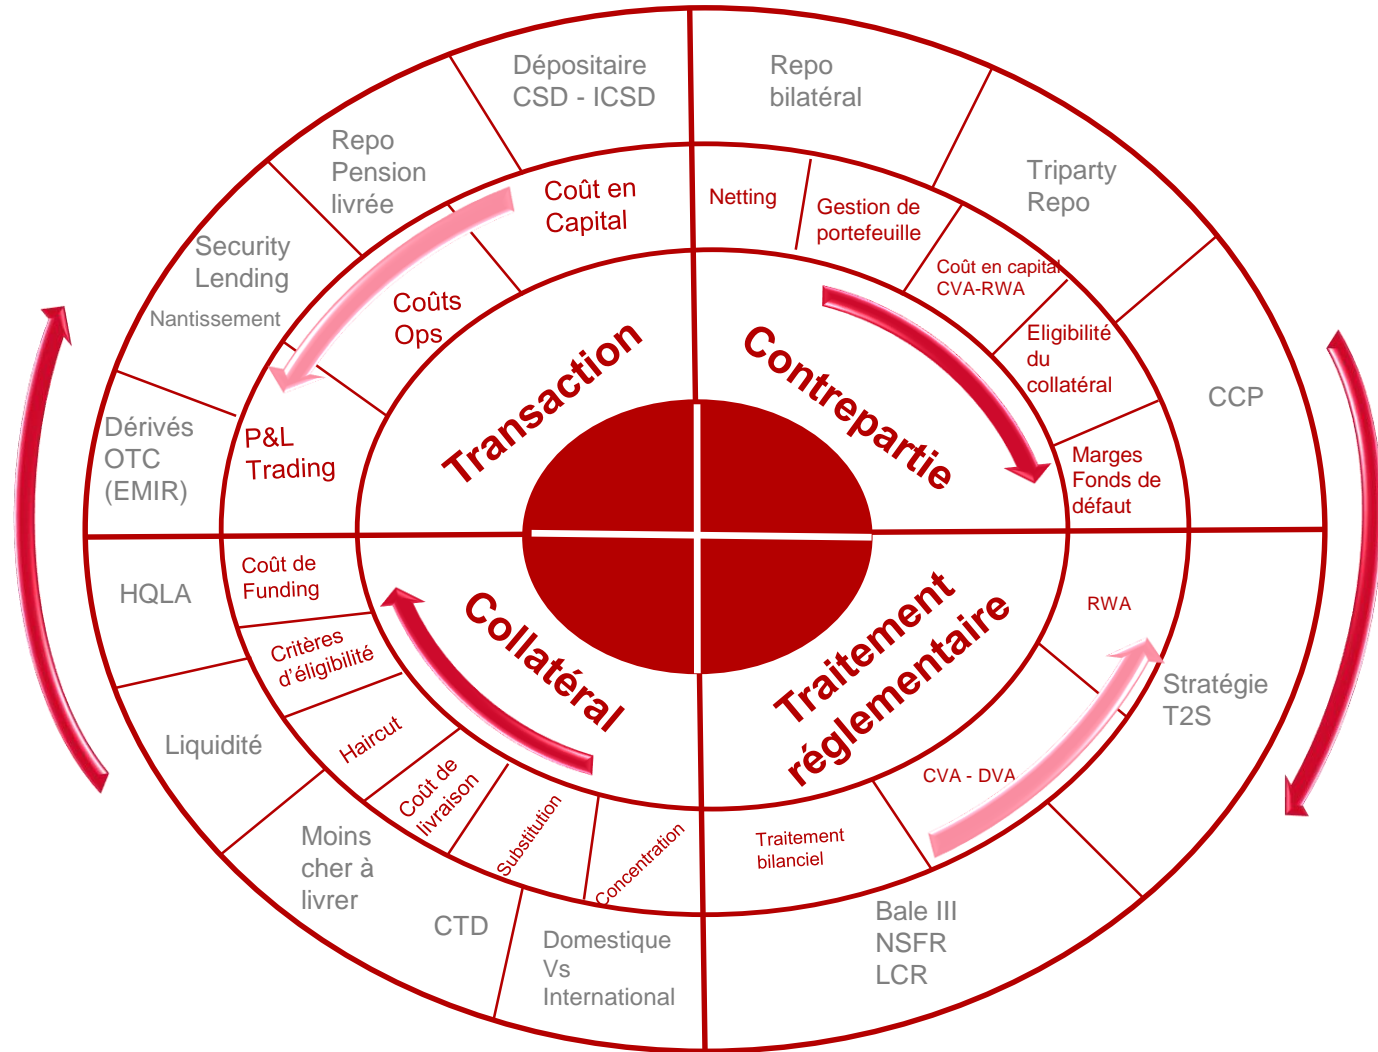 Dépositaire
CSD - ICSD
Repo
bilatéral
Repo
Pension
livrée
Triparty
Repo
Security
Lending
Nantissement
CCP
Dérivés
OTC
(EMIR)
Coût en
Capital
Coûts
Ops
P&L
Trading
Netting
Gestion de
portefeuille
Coût en capital
CVA-RWA
Eligibilité
du
collatéral
Marges
Fonds de
défaut
Transaction
Contrepartie
Collatéral
Traitement
réglementaire
Coût de
Funding
Critères
d’éligibilité
Haircut
Coût de
livraison
Substitution
Concentration
Traitement
bilanciel
CVA - DVA
RWA
HQLA
Liquidité
Moins
cher à
livrer
CTD
Domestique
Vs
International
Bale III
NSFR
LCR
Stratégie
T2S